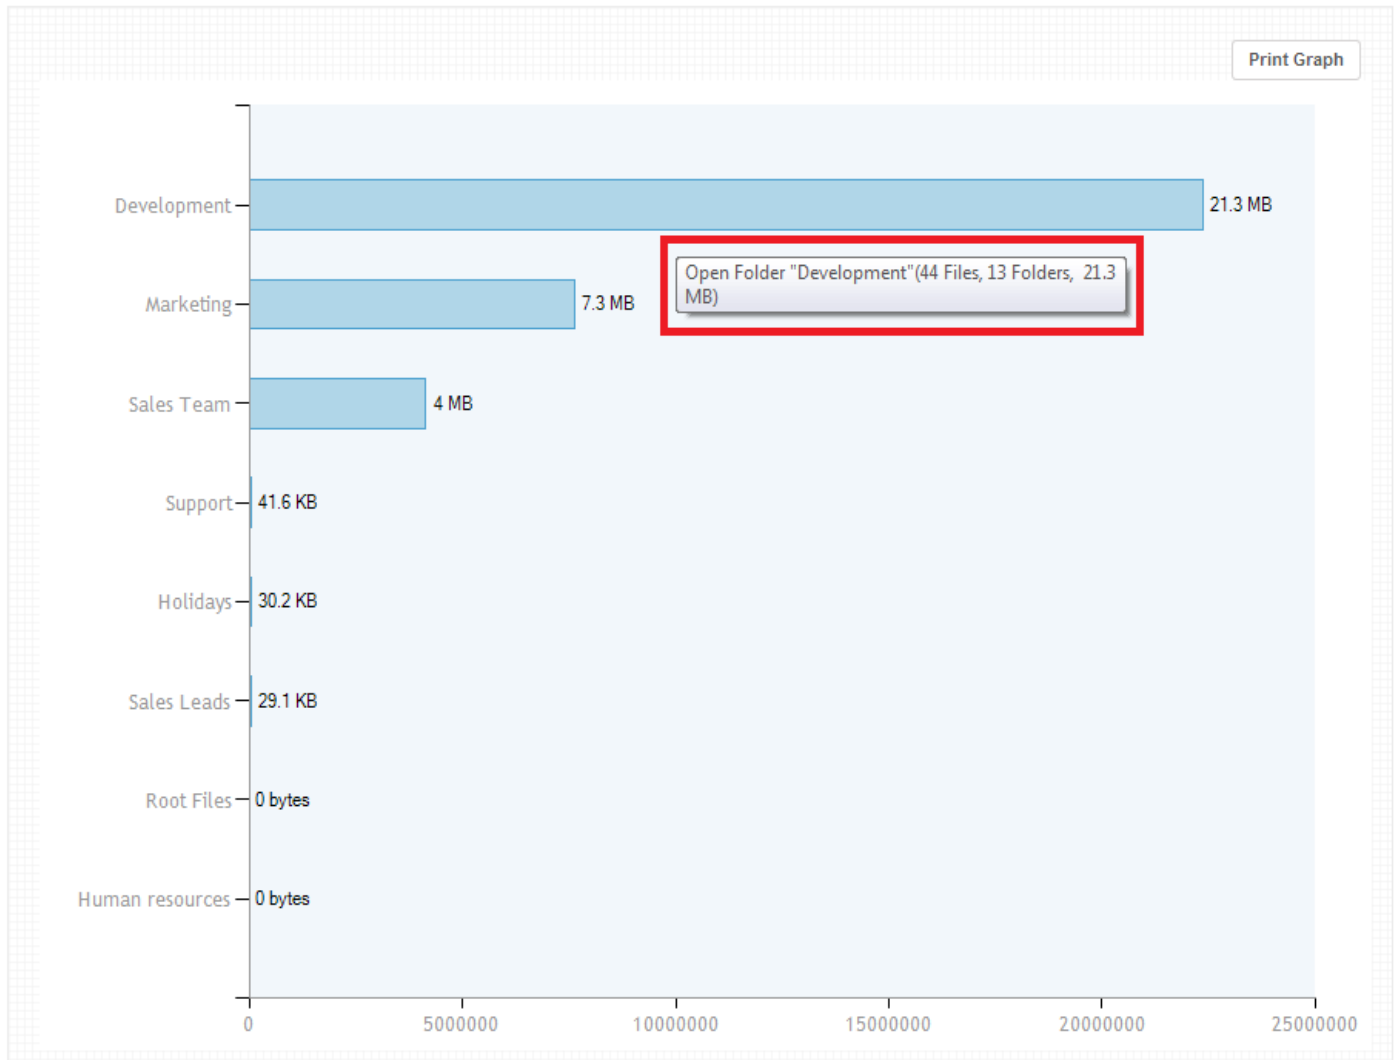 Print Graph
Development
21.3 MB
Open Folder "Development"(44 Files, 13 Folders,  21.3
MB)
Marketing
7.3 MB
Sales Team
4 MB
Support
41.6 KB
Holidays
30.2 KB
Sales Leads
29.1 KB
Root Files
0 bytes
Human resources
0 bytes
0 5000000 10000000 15000000 20000000 25000000